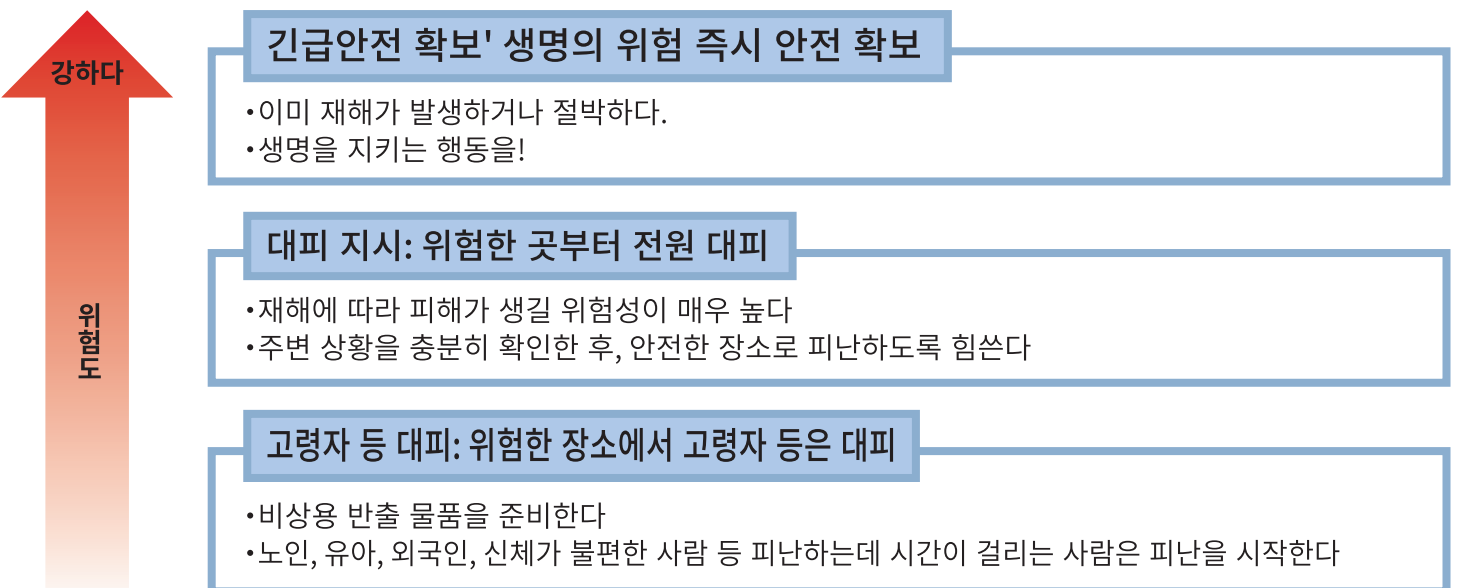 강하다
위험도
긴급안전 확보' 생명의 위험 즉시 안전 확보
•이미 재해가 발생하거나 절박하다.
•생명을 지키는 행동을!
대피 지시: 위험한 곳부터 전원 대피
•재해에 따라 피해가 생길 위험성이 매우 높다
•주변 상황을 충분히 확인한 후, 안전한 장소로 피난하도록 힘쓴다
고령자 등 대피: 위험한 장소에서 고령자 등은 대피
•비상용 반출 물품을 준비한다
•노인, 유아, 외국인, 신체가 불편한 사람 등 피난하는데 시간이 걸리는 사람은 피난을 시작한다